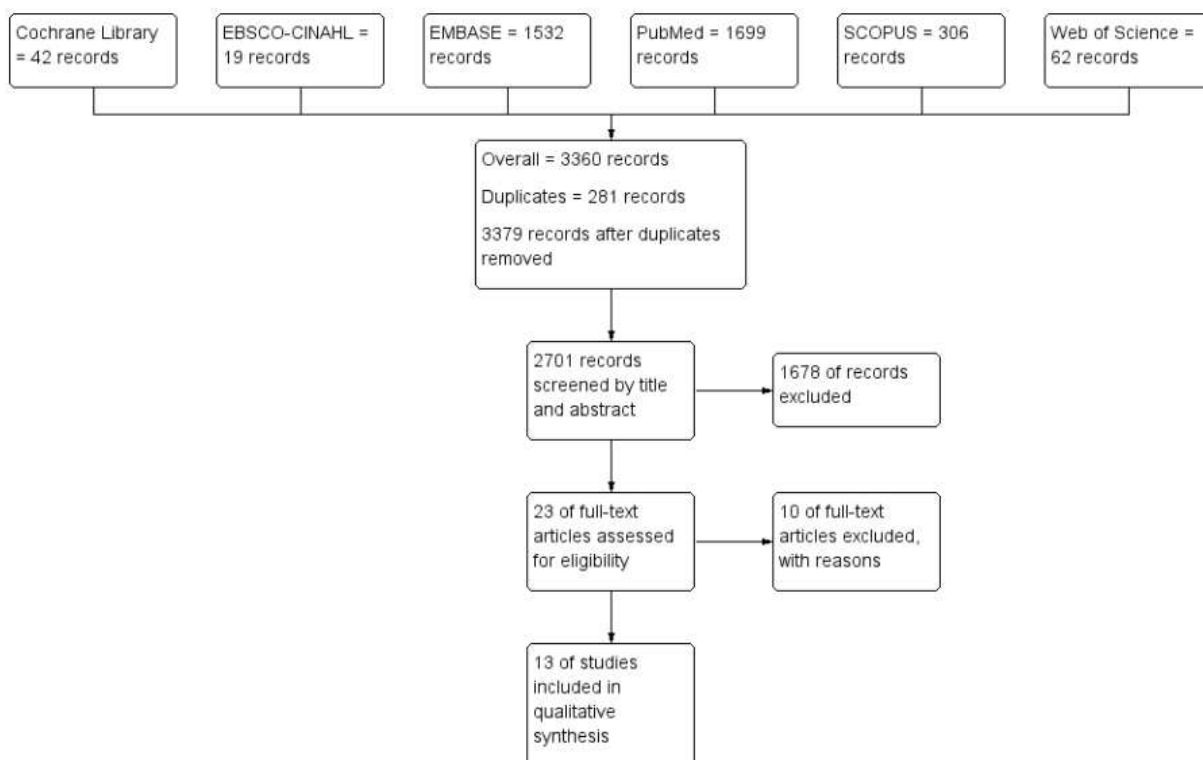 Cochrane Library
= 42 records
EBSCO-CINAHL =
19 records
EMBASE = 1532
records
PubMed = 1699
records
SCOPUS = 306
records
Web of Science =
62 records
Overall = 3360 records
Duplicates = 281 records
3379 records after duplicates
removed
2701 records
screened by title
and abstract
1678 of records
excluded
23 of full-text
articles assessed
for eligibility
10 of full-text
articles excluded,
with reasons
13 of studies
included in
qualitative
synthesis